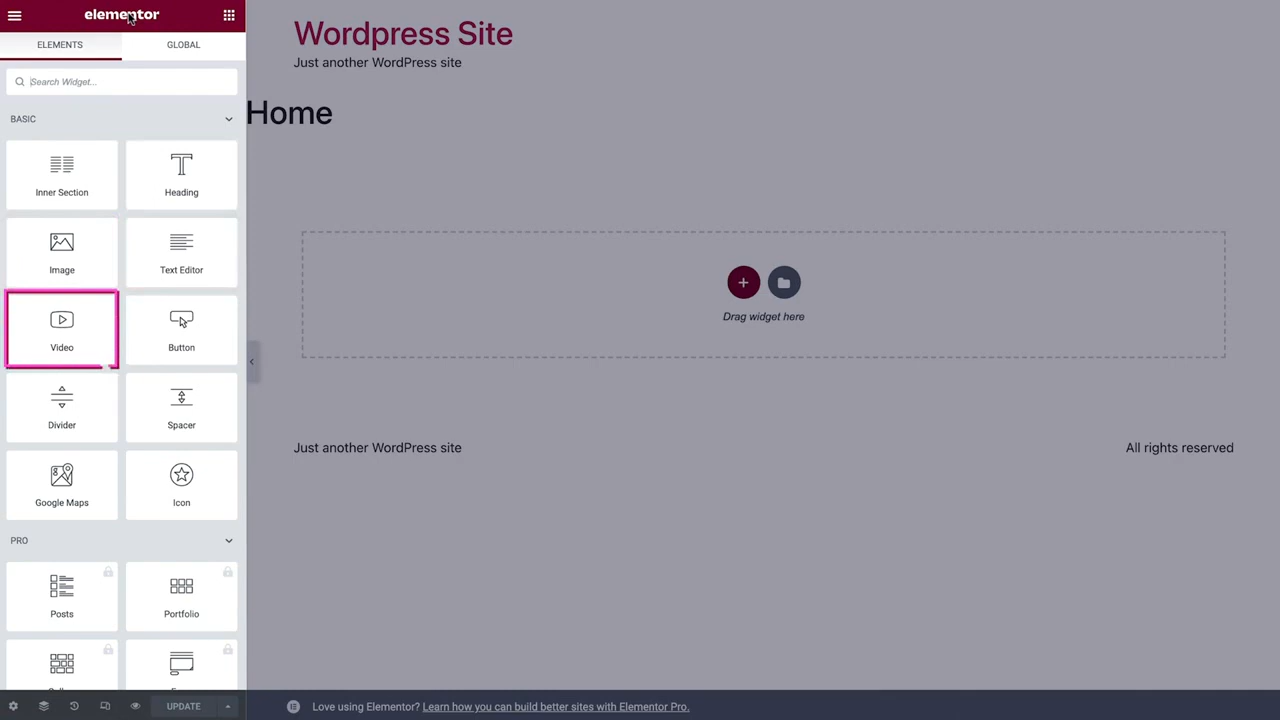 elementor
ELEMENTS
GLOBAL
Search Widget...
BASIC
Inner Section
Heading
Image
Text Editor
Video
Button
Divider
Spacer
Google Maps
Icon
PRO
Posts
Portfolio
UPDATE
Wordpress Site
Just another WordPress site
Home
Drag widget here
Just another WordPress site
All rights reserved
Love using Elementor? Learn how you can build better sites with Elementor Pro.